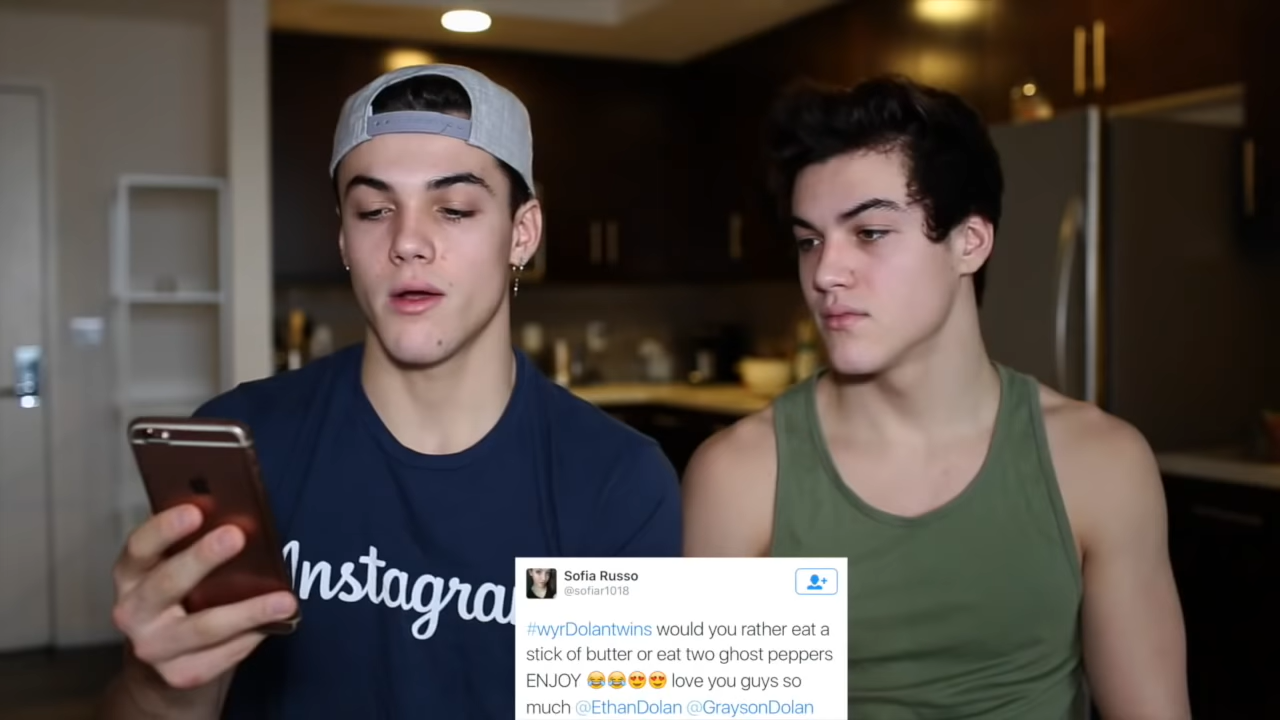 Instagra
Sofia Russo
@sofiar1018
#wyrDolantwins would you rather eat a
stick of butter or eat two ghost peppers
ENJOY 😂😂😍😍 love you guys so
much @EthanDolan @GraysonDolan